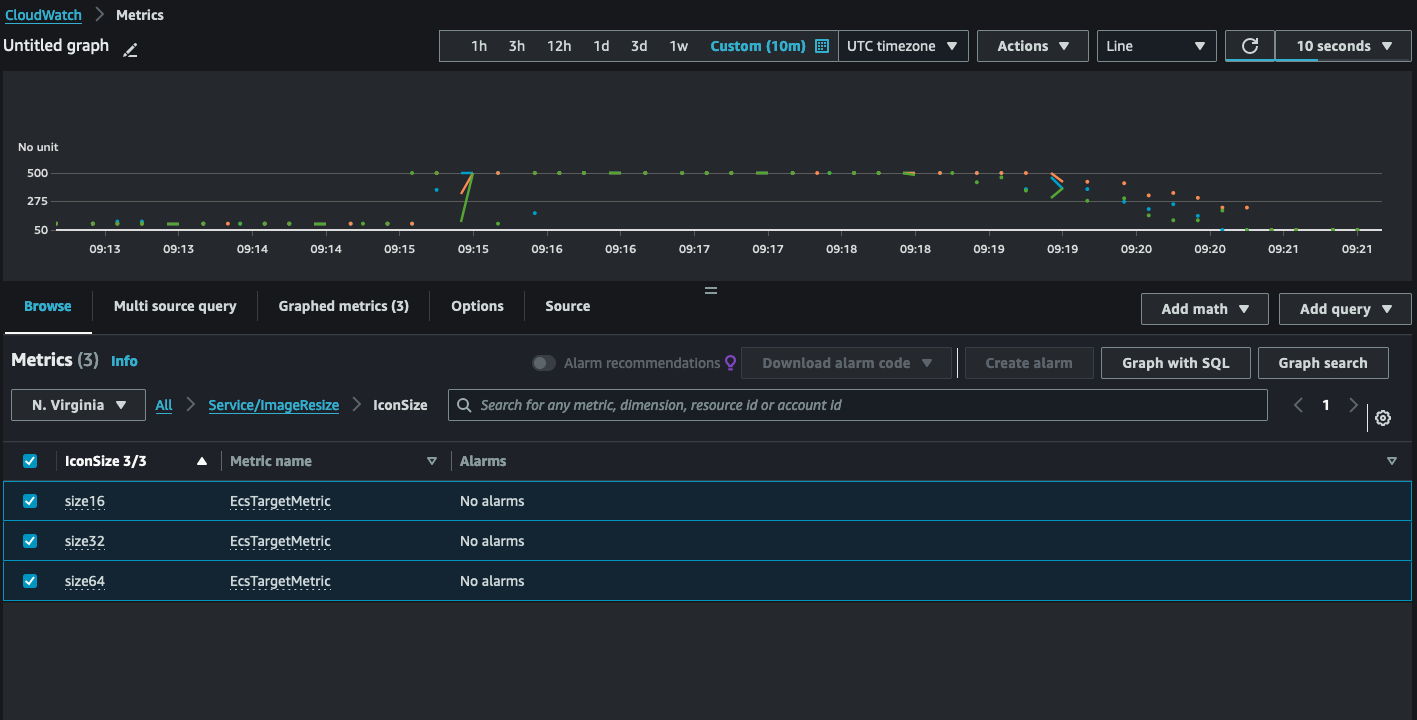 CloudWatch Metrics
Untitled graph
1h 3h 12h 1d 3d 1w Custom (10m) UTC timezone Actions Line 10 seconds
No unit
500
275
50
09:13 09:13 09:14 09:14 09:15 09:15 09:16 09:16 09:17 09:17 09:18 09:18 09:19 09:19 09:20 09:20 09:21 09:21
Browse Multi source query Graphed metrics (3) Options Source Add math Add query
Metrics (3) Info Alarm recommendations Download alarm code Create alarm Graph with SQL Graph search
N. Virginia All Service/ImageResize IconSize Search for any metric, dimension, resource id or account id 1
IconSize 3/3 Metric name Alarms
size16 EcsTargetMetric No alarms
size32 EcsTargetMetric No alarms
size64 EcsTargetMetric No alarms